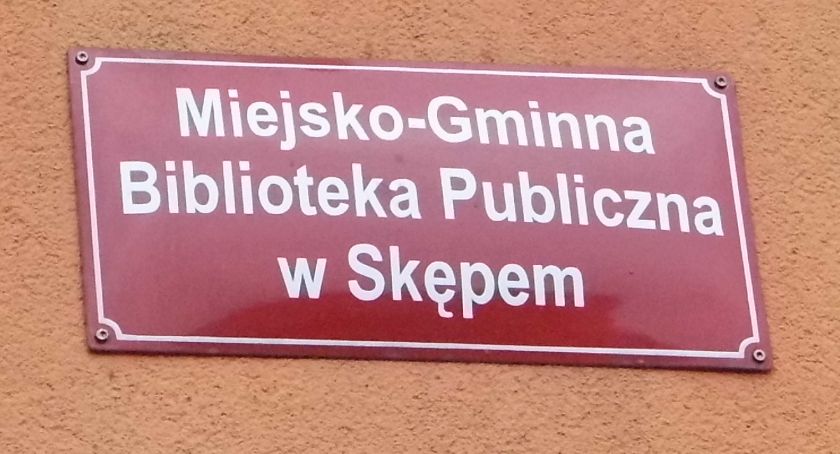 Miejsko-Gminna
Biblioteka Publiczna
w Skępem